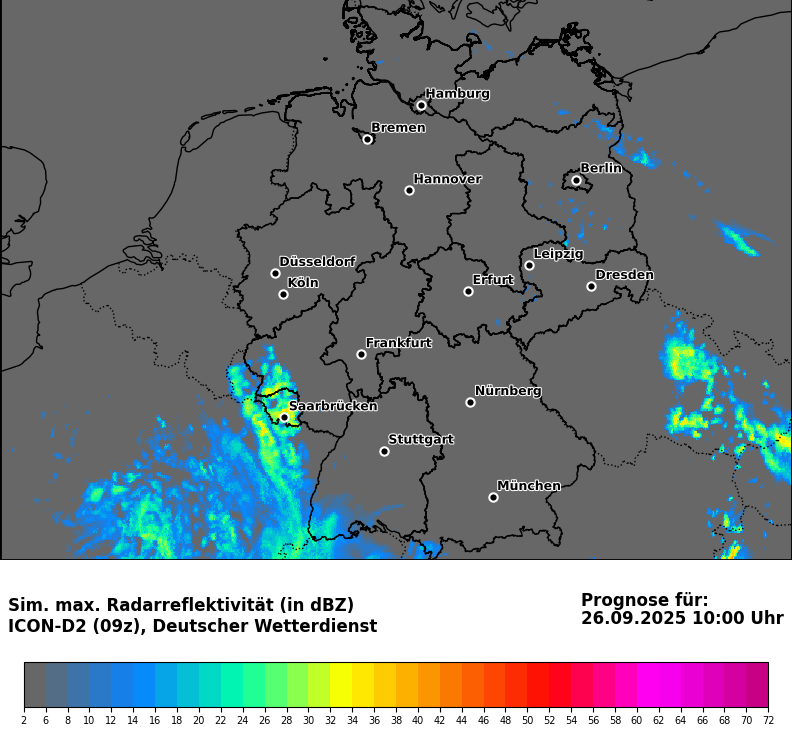 Hamburg
Bremen
Berlin
Hannover
Leipzig
Düsseldorf
Dresden
Köln
Erfurt
Frankfurt
Nürnberg
Saarbrücken
Stuttgart
München
Sim. max. Radarreflektivität (in dBZ)
ICON-D2 (09z), Deutscher Wetterdienst
Prognose für:
26.09.2025 10:00 Uhr
2 6 8 10 12 14 16 18 20 22 24 26 28 30 32 34 36 38 40 42 44 46 48 50 52 54 56 58 60 62 64 66 68 70 72